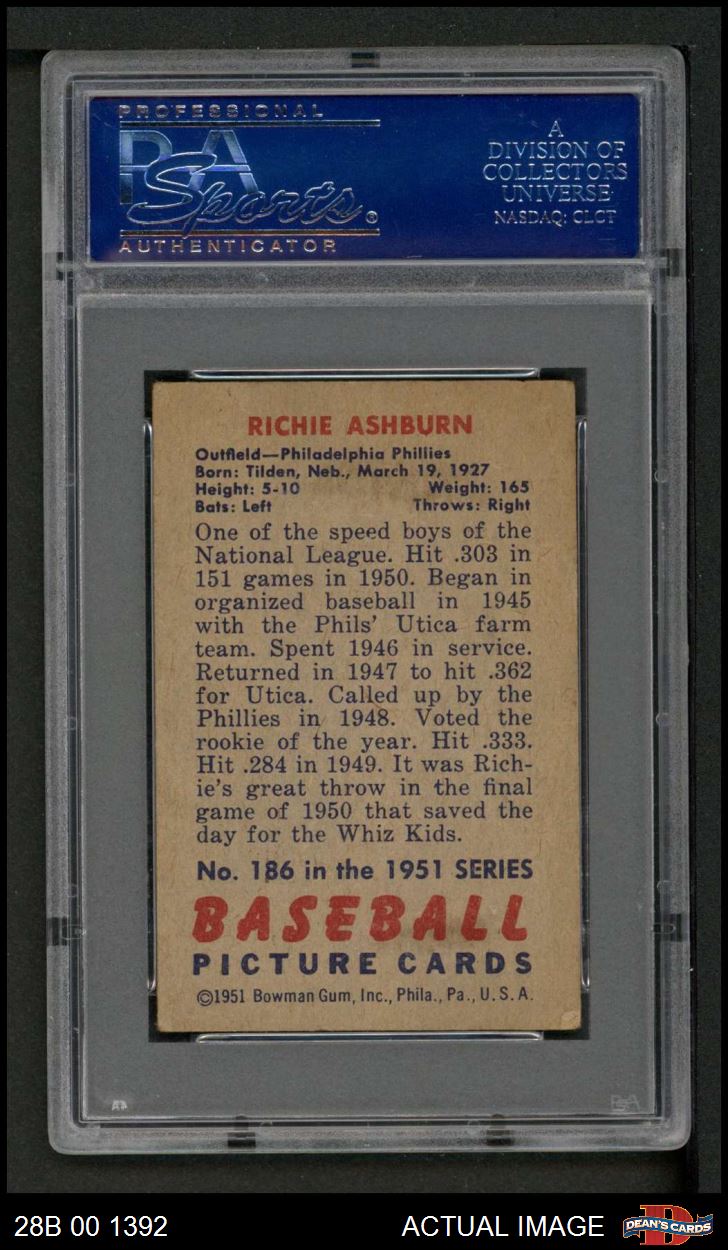 PROFESSIONAL
PSA
Sports®
AUTHENTICATOR
A
DIVISION OF
COLLECTORS
UNIVERSE
NASDAQ: CLCT
RICHIE ASHBURN
Outfield—Philadelphia Phillies
Born: Tilden, Neb., March 19, 1927
Height: 5-10 Weight: 165
Bats: Left Throws: Right
One of the speed boys of the
National League. Hit .303 in
151 games in 1950. Began in
organized baseball in 1945
with the Phils' Utica farm
team. Spent 1946 in service.
Returned in 1947 to hit .362
for Utica. Called up by the
Phillies in 1948. Voted the
rookie of the year. Hit .333.
Hit .284 in 1949. It was Rich-
ie's great throw in the final
game of 1950 that saved the
day for the Whiz Kids.
No. 186 in the 1951 SERIES
BASEBALL
PICTURE CARDS
©1951 Bowman Gum, Inc., Phila., Pa., U.S.A.
PSA
28B 00 1392
ACTUAL IMAGE
D
DEAN'S CARDS